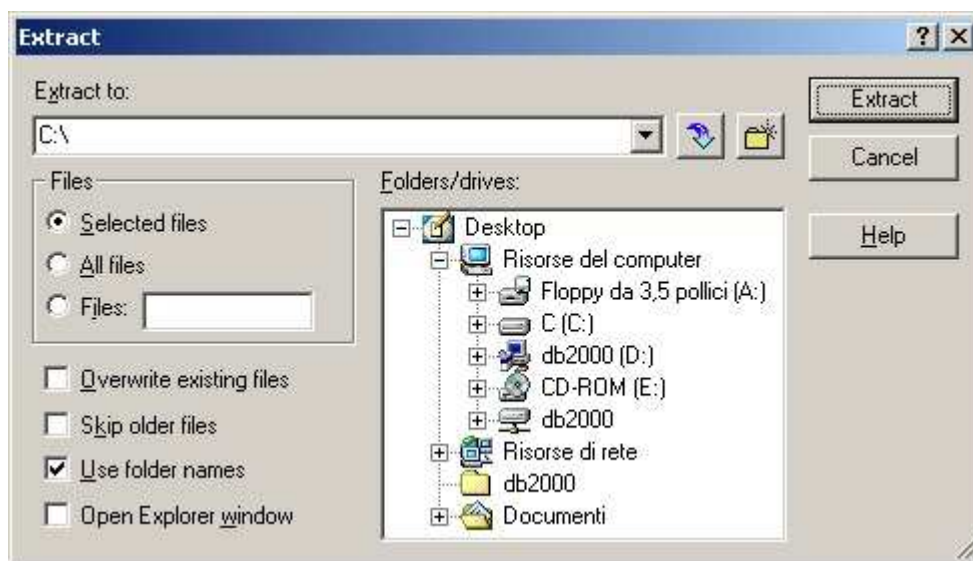 Extract
Extract to:
C:\
Extract
Cancel
Help
Files
Selected files
All files
Files:
Overwrite existing files
Skip older files
Use folder names
Open Explorer window
Folders/drives:
Desktop
Risorse del computer
Floppy da 3,5 pollici (A:)
C (C:)
db2000 (D:)
CD-ROM (E:)
db2000
Risorse di rete
db2000
Documenti